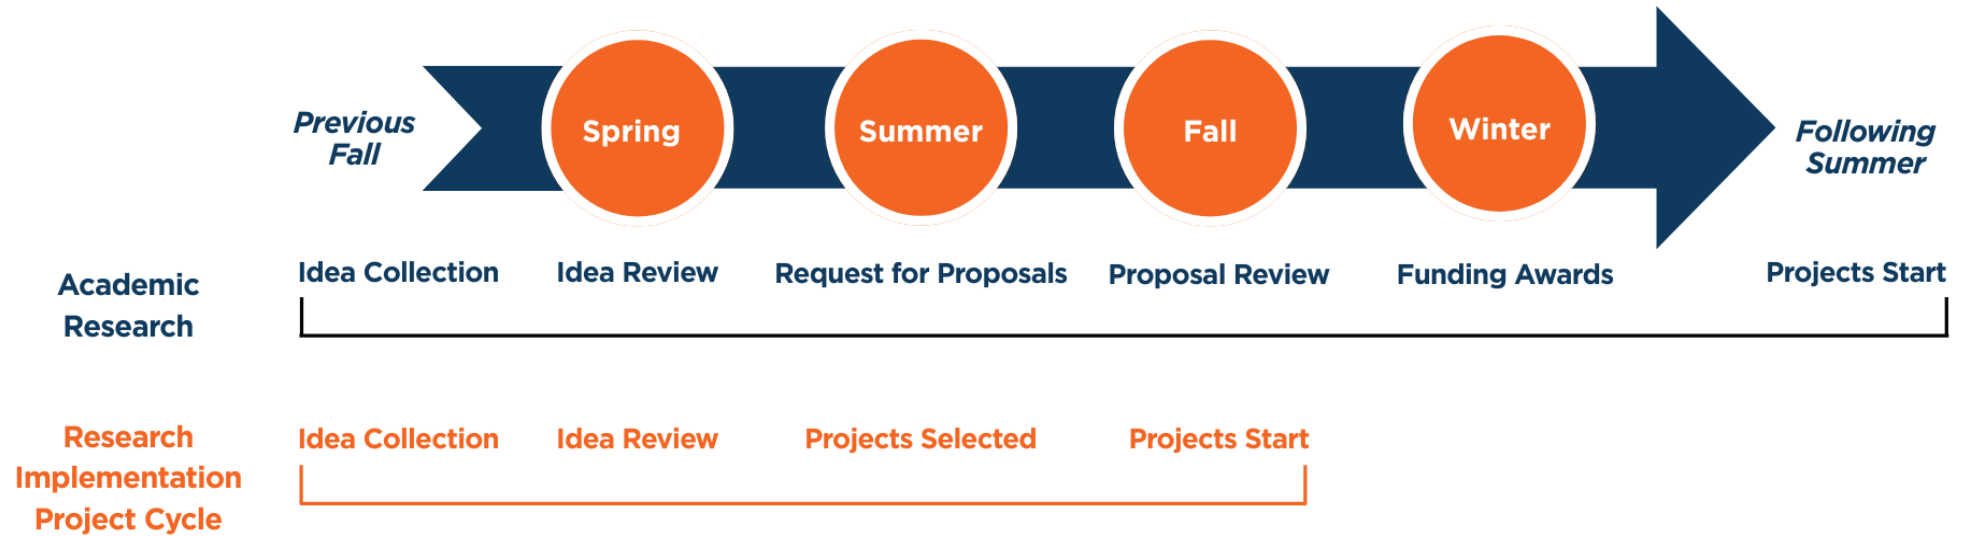 Previous
Fall
Spring
Summer
Fall
Winter
Following
Summer
Academic
Research
Idea Collection
Idea Review
Request for Proposals
Proposal Review
Funding Awards
Projects Start
Research
Implementation
Project Cycle
Idea Collection
Idea Review
Projects Selected
Projects Start